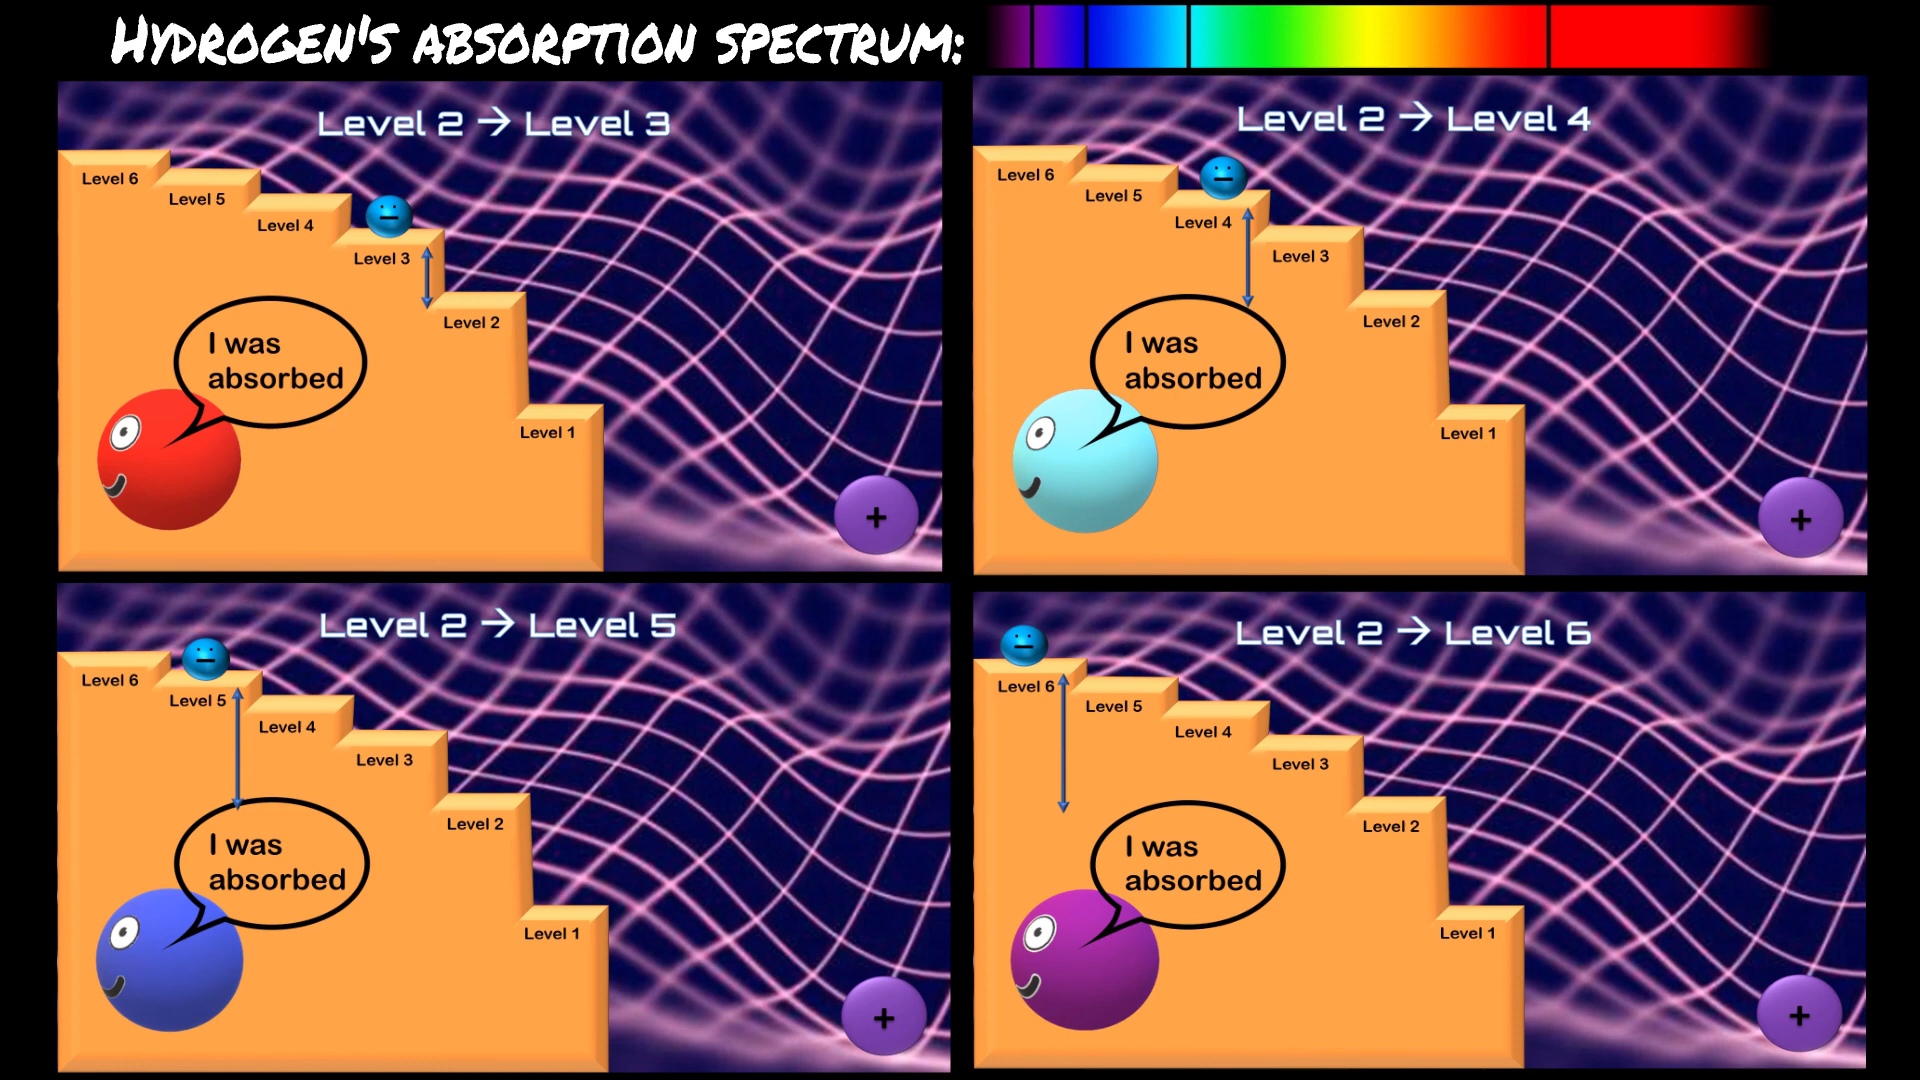 Hydrogen's absorption spectrum:
Level 2 → Level 3
Level 6
Level 5
Level 4
Level 3
Level 2
Level 1
I was
absorbed
+
Level 2 → Level 4
Level 6
Level 5
Level 4
Level 3
Level 2
Level 1
I was
absorbed
+
Level 2 → Level 5
Level 6
Level 5
Level 4
Level 3
Level 2
Level 1
I was
absorbed
+
Level 2 → Level 6
Level 6
Level 5
Level 4
Level 3
Level 2
Level 1
I was
absorbed
+